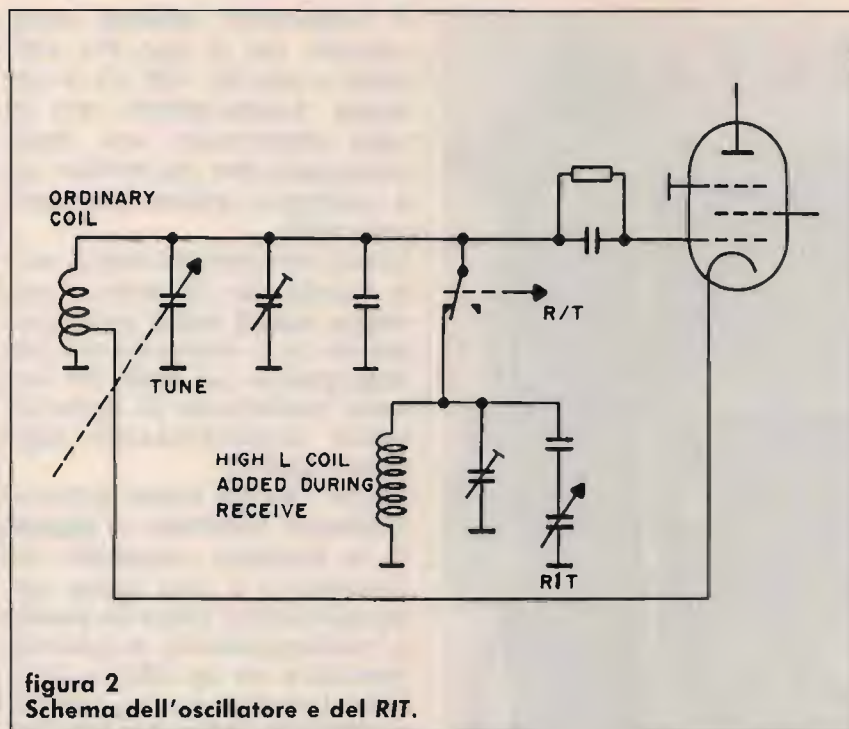 ORDINARY
COIL
TUNE
R/T
HIGH L COIL
ADDED DURING
RECEIVE
RIT
figura 2
Schema dell'oscillatore e del RIT.